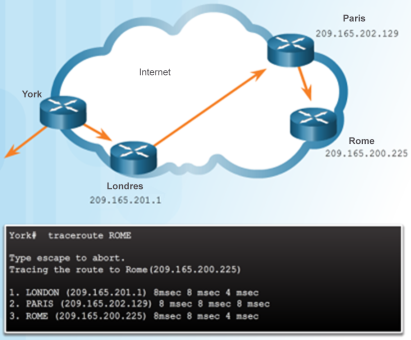 Paris
209.165.202.129
Internet
York
Rome
209.165.200.225
Londres
209.165.201.1
York# traceroute ROME
Type escape to abort.
Tracing the route to Rome(209.165.200.225)
1. LONDON (209.165.201.1) 8msec 8 msec 4 msec
2. PARIS (209.165.202.129) 8 msec 8 msec 8 msec
3. ROME (209.165.200.225) 8msec 8 msec 4 msec